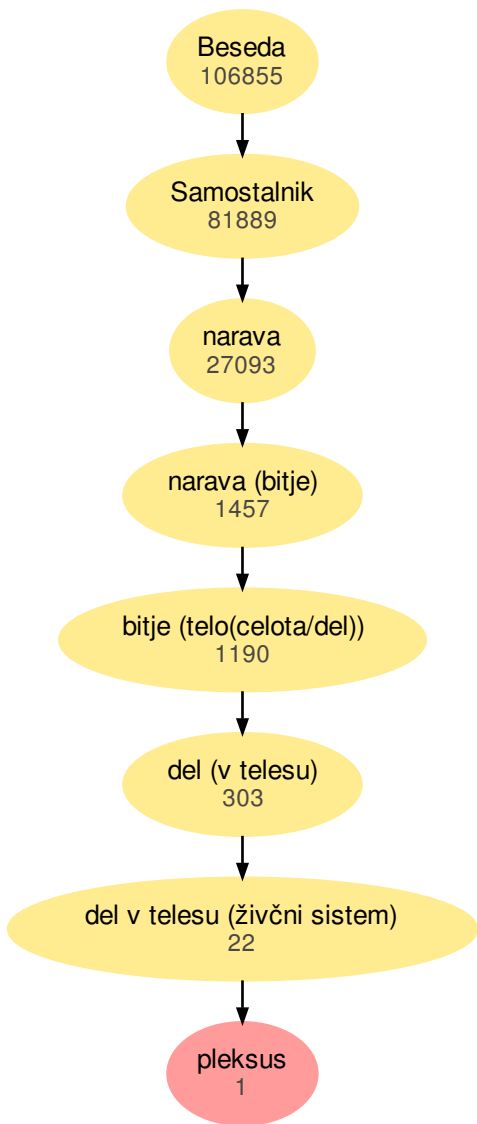 Beseda
106855
Samostalnik
81889
narava
27093
narava (bitje)
1457
bitje (telo(celota/del))
1190
del (v telesu)
303
del v telesu (živčni sistem)
22
pleksus
1